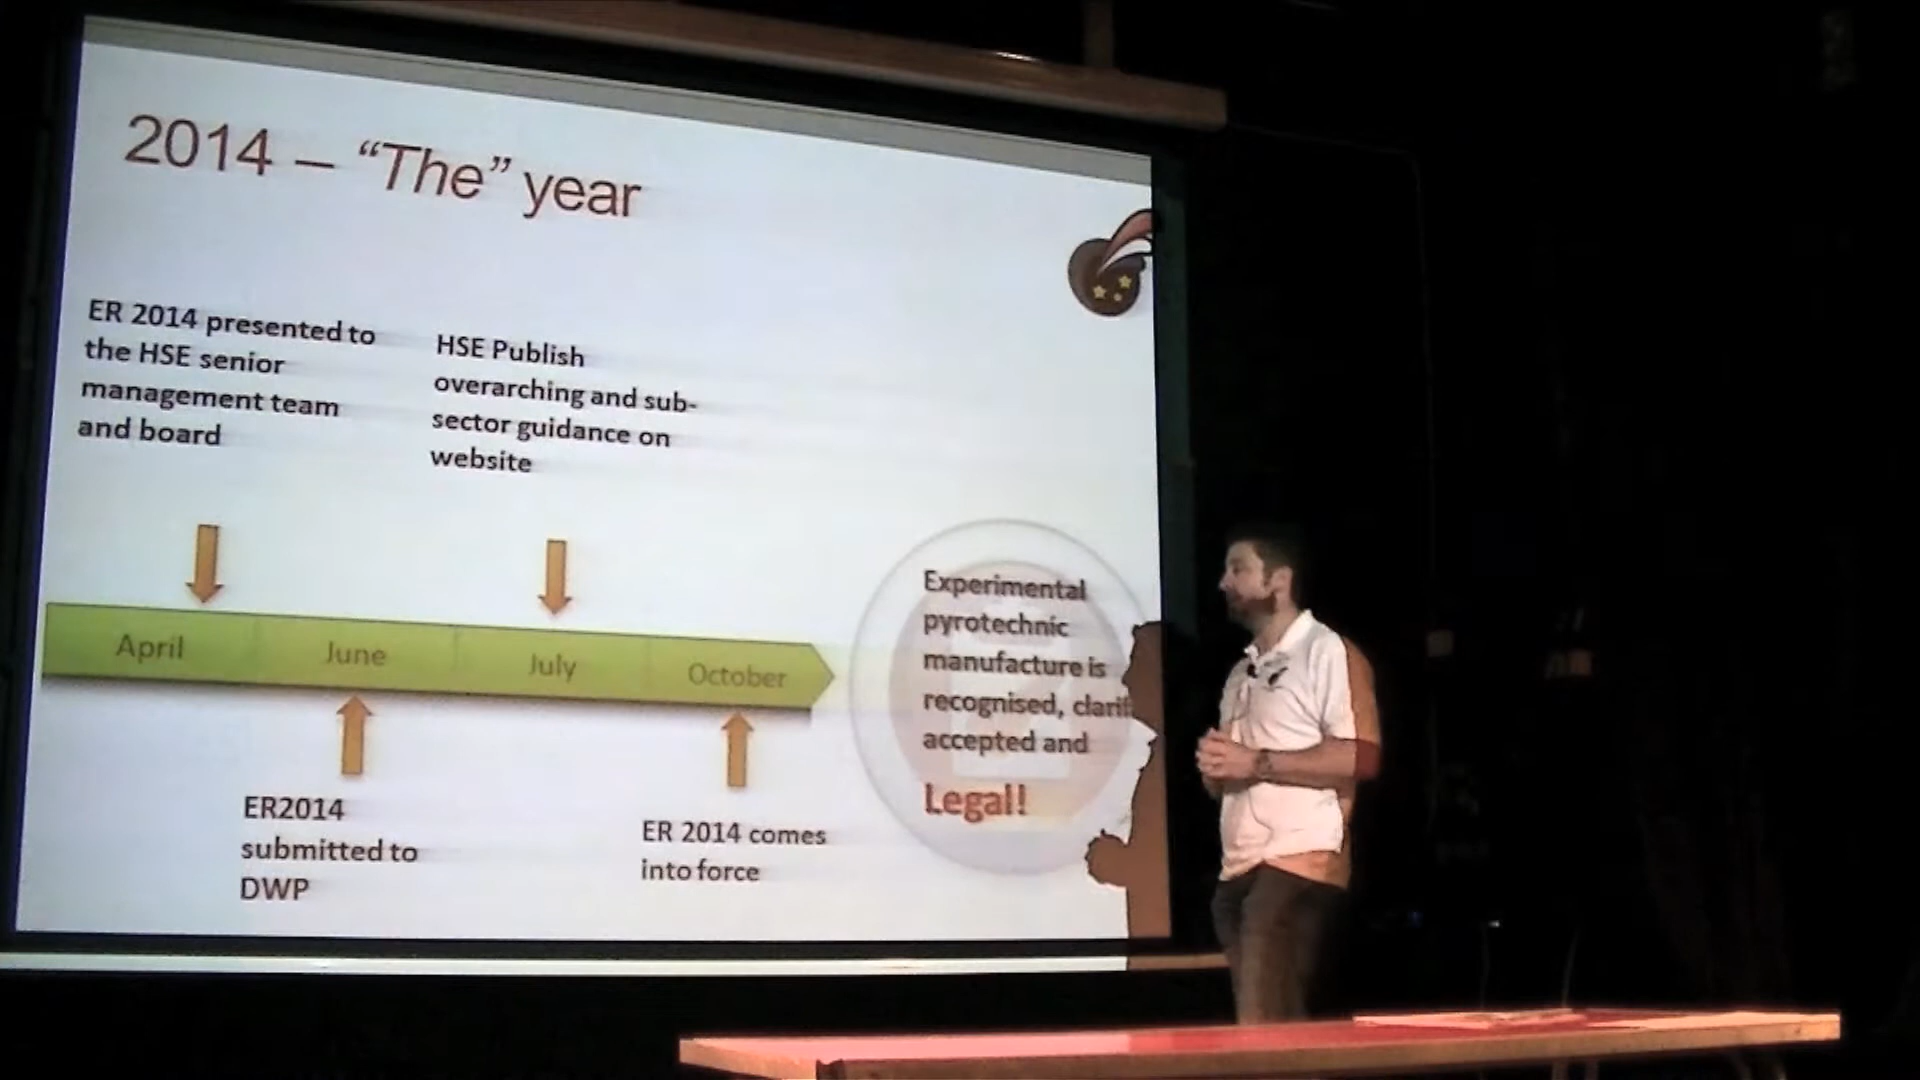 2014 – “The” year
ER 2014 presented to
the HSE senior
management team
and board
HSE Publish
overarching and sub-
sector guidance on
website
April
June
July
October
ER2014
submitted to
DWP
ER 2014 comes
into force
Experimental
pyrotechnic
manufacture is
recognised,
accepted and
Legal!